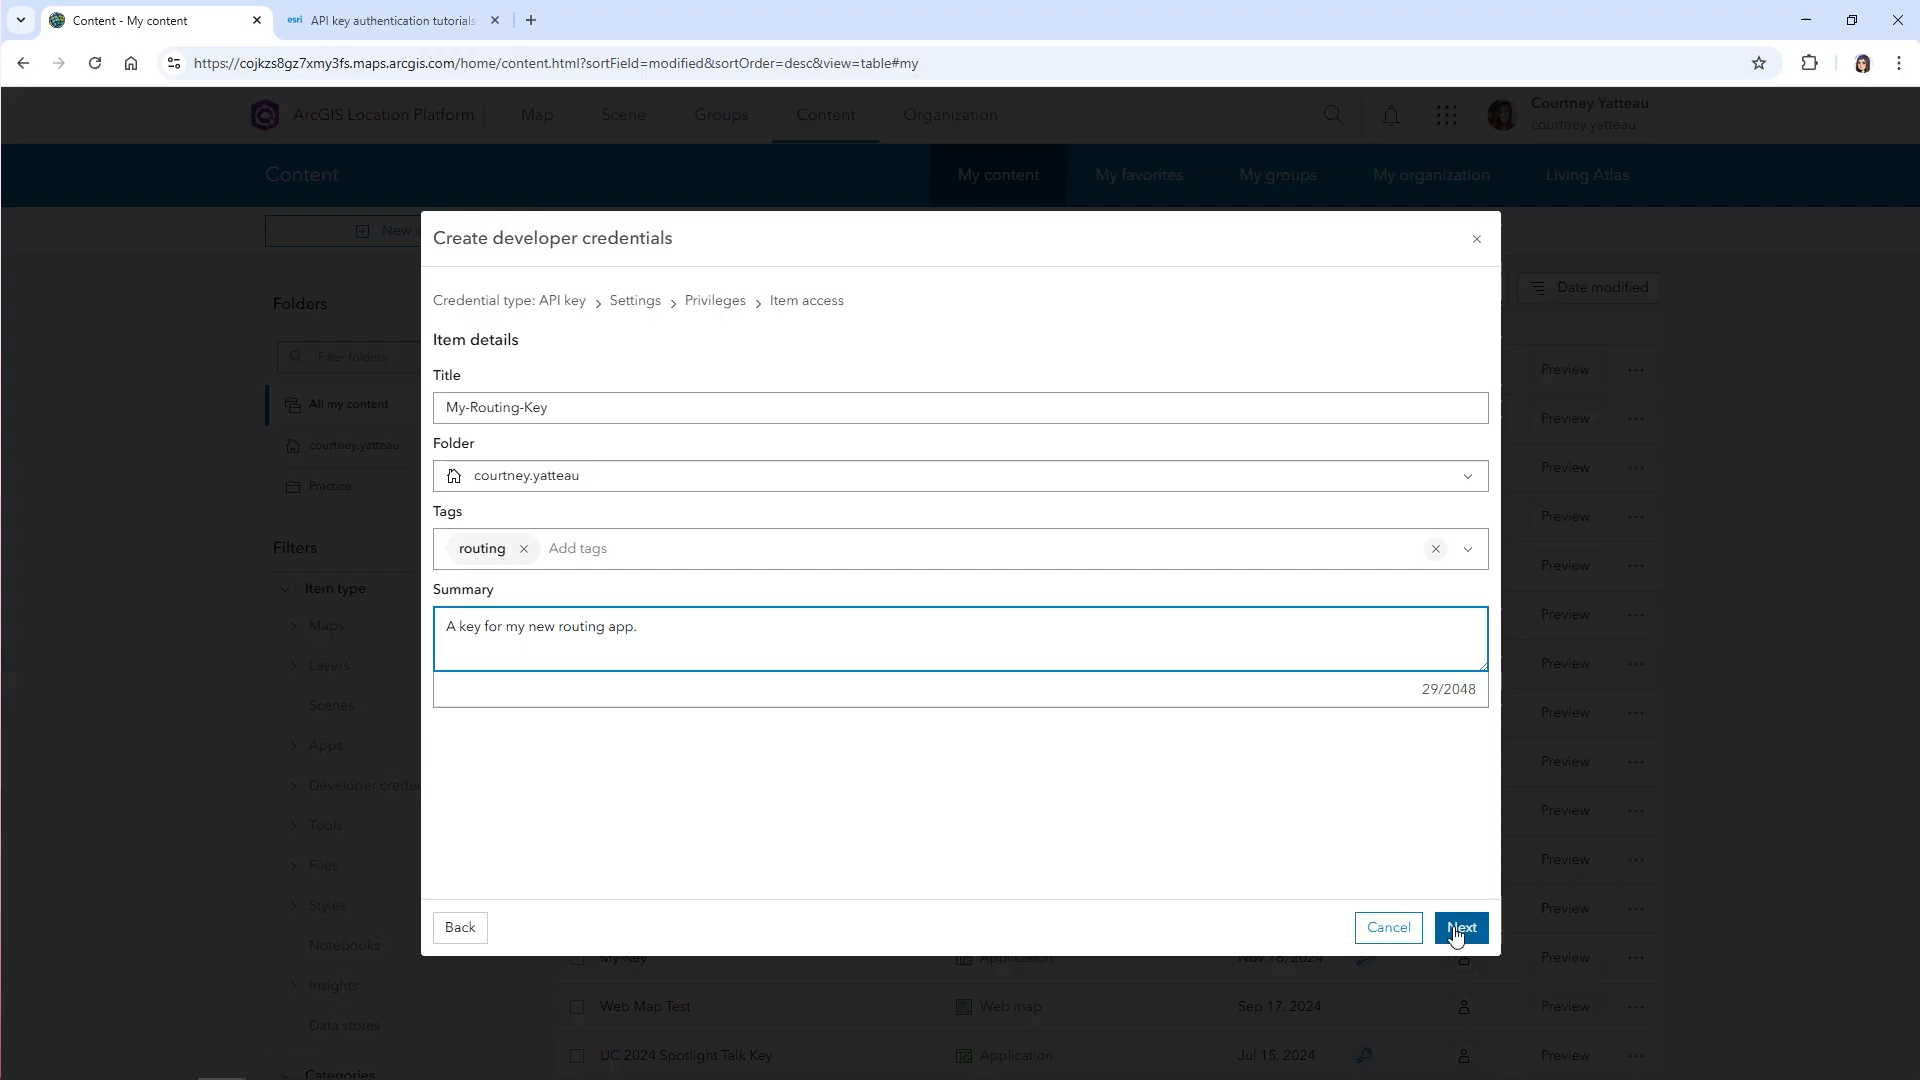 Content - My content
esri API key authentication tutorials
https://cojkzs8gz7xmy3fs.maps.arcgis.com/home/content.html?sortField=modified&sortOrder=desc&view=table#my
ArcGIS Location Platform
Map
Scene
Groups
Content
Organization
Courtney Yatteau
courtney.yatteau
Content
My content
My favorites
My groups
My organization
Living Atlas
New i
Create developer credentials
Folders
Credential type: API key > Settings > Privileges > Item access
Date modified
Item details
Filter folders
Title
My-Routing-Key
Preview
All my content
Preview
courtney.yatteau
Folder
courtney.yatteau
Preview
Practice
Tags
Preview
Filters
routing
Add tags
Preview
Item type
Summary
Maps
A key for my new routing app.
Preview
Layers
Preview
29/2048
Scenes
Preview
Apps
Preview
Developer crede
Preview
Tools
Files
Preview
Styles
Preview
Back
Cancel
Next
Notebooks
My-Key
Application
Nov 18, 2024
Preview
Insights
Web Map Test
Web map
Sep 17, 2024
Preview
Data stores
UC 2024 Spotlight Talk Key
Application
Jul 15, 2024
Preview
Categories